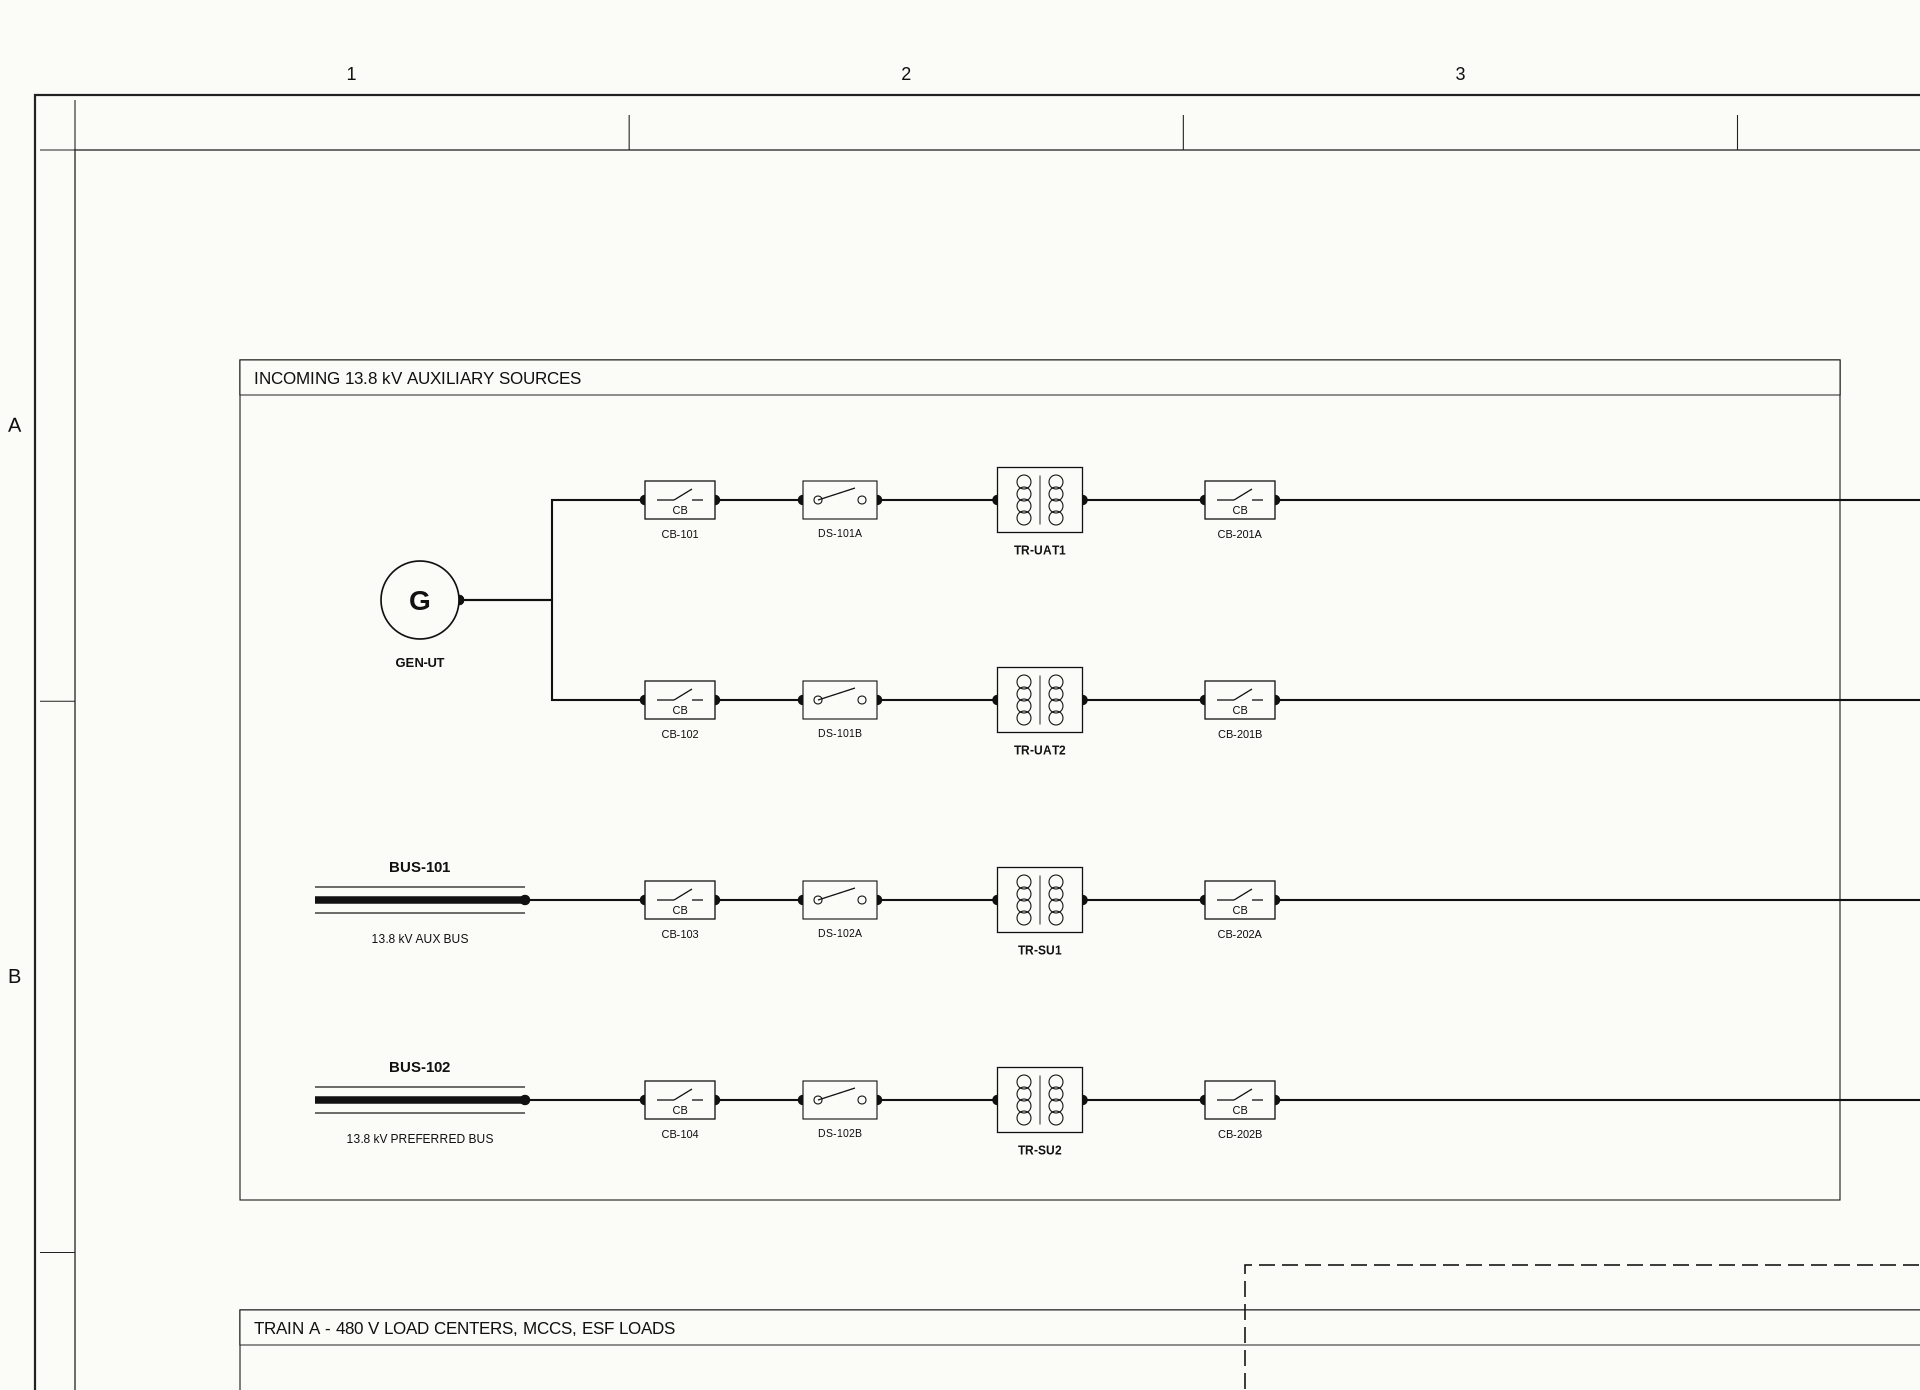 1 2 3
A
INCOMING 13.8 kV AUXILIARY SOURCES
CB CB
CB-101 DS-101A TR-UAT1 CB-201A
G
GEN-UT
CB CB
CB-102 DS-101B TR-UAT2 CB-201B
B
BUS-101
13.8 kV AUX BUS
CB CB
CB-103 DS-102A TR-SU1 CB-202A
BUS-102
13.8 kV PREFERRED BUS
CB CB
CB-104 DS-102B TR-SU2 CB-202B
TRAIN A - 480 V LOAD CENTERS, MCCS, ESF LOADS